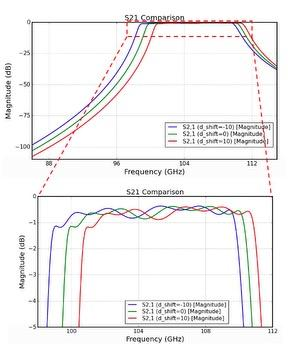 S21 Comparison
0
-25
-50
-75
-100
Magnitude (dB)
S2,1 (d_shift=-10) [Magnitude]
S2,1 (d_shift=0) [Magnitude]
S2,1 (d_shift=10) [Magnitude]
88 96 104 112
Frequency (GHz)
S21 Comparison
0
-1
-2
-3
-4
-5
Magnitude (dB)
S2,1 (d_shift=-10) [Magnitude]
S2,1 (d_shift=0) [Magnitude]
S2,1 (d_shift=10) [Magnitude]
100 104 108 112
Frequency (GHz)